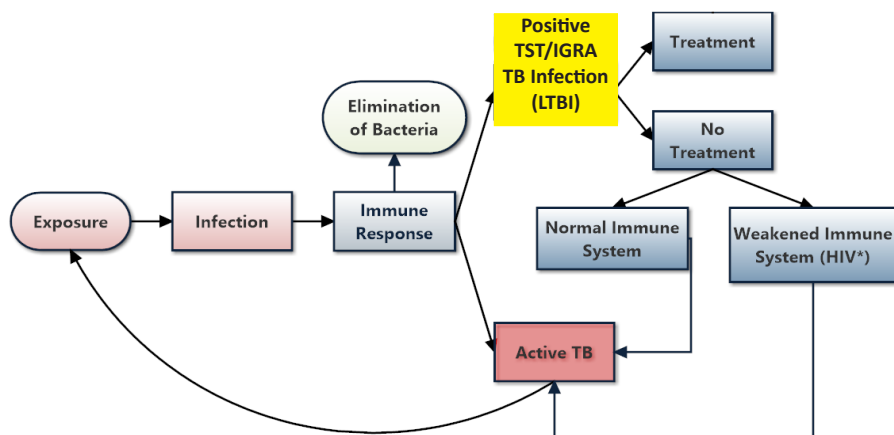 Positive
TST/IGRA
TB Infection
(LTBI)
Treatment
Elimination
of Bacteria
No
Treatment
Exposure
Infection
Immune
Response
Normal Immune
System
Weakened Immune
System (HIV*)
Active TB